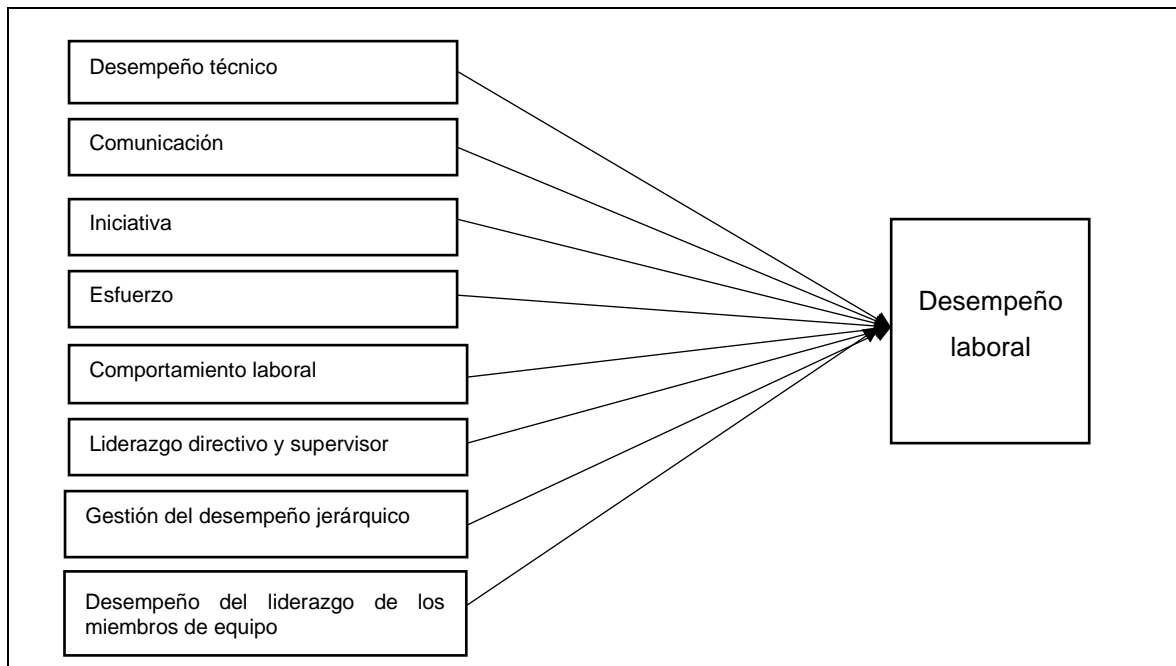 Desempeño técnico
Comunicación
Iniciativa
Esfuerzo
Comportamiento laboral
Liderazgo directivo y supervisor
Gestión del desempeño jerárquico
Desempeño del liderazgo de los
miembros de equipo
Desempeño
laboral